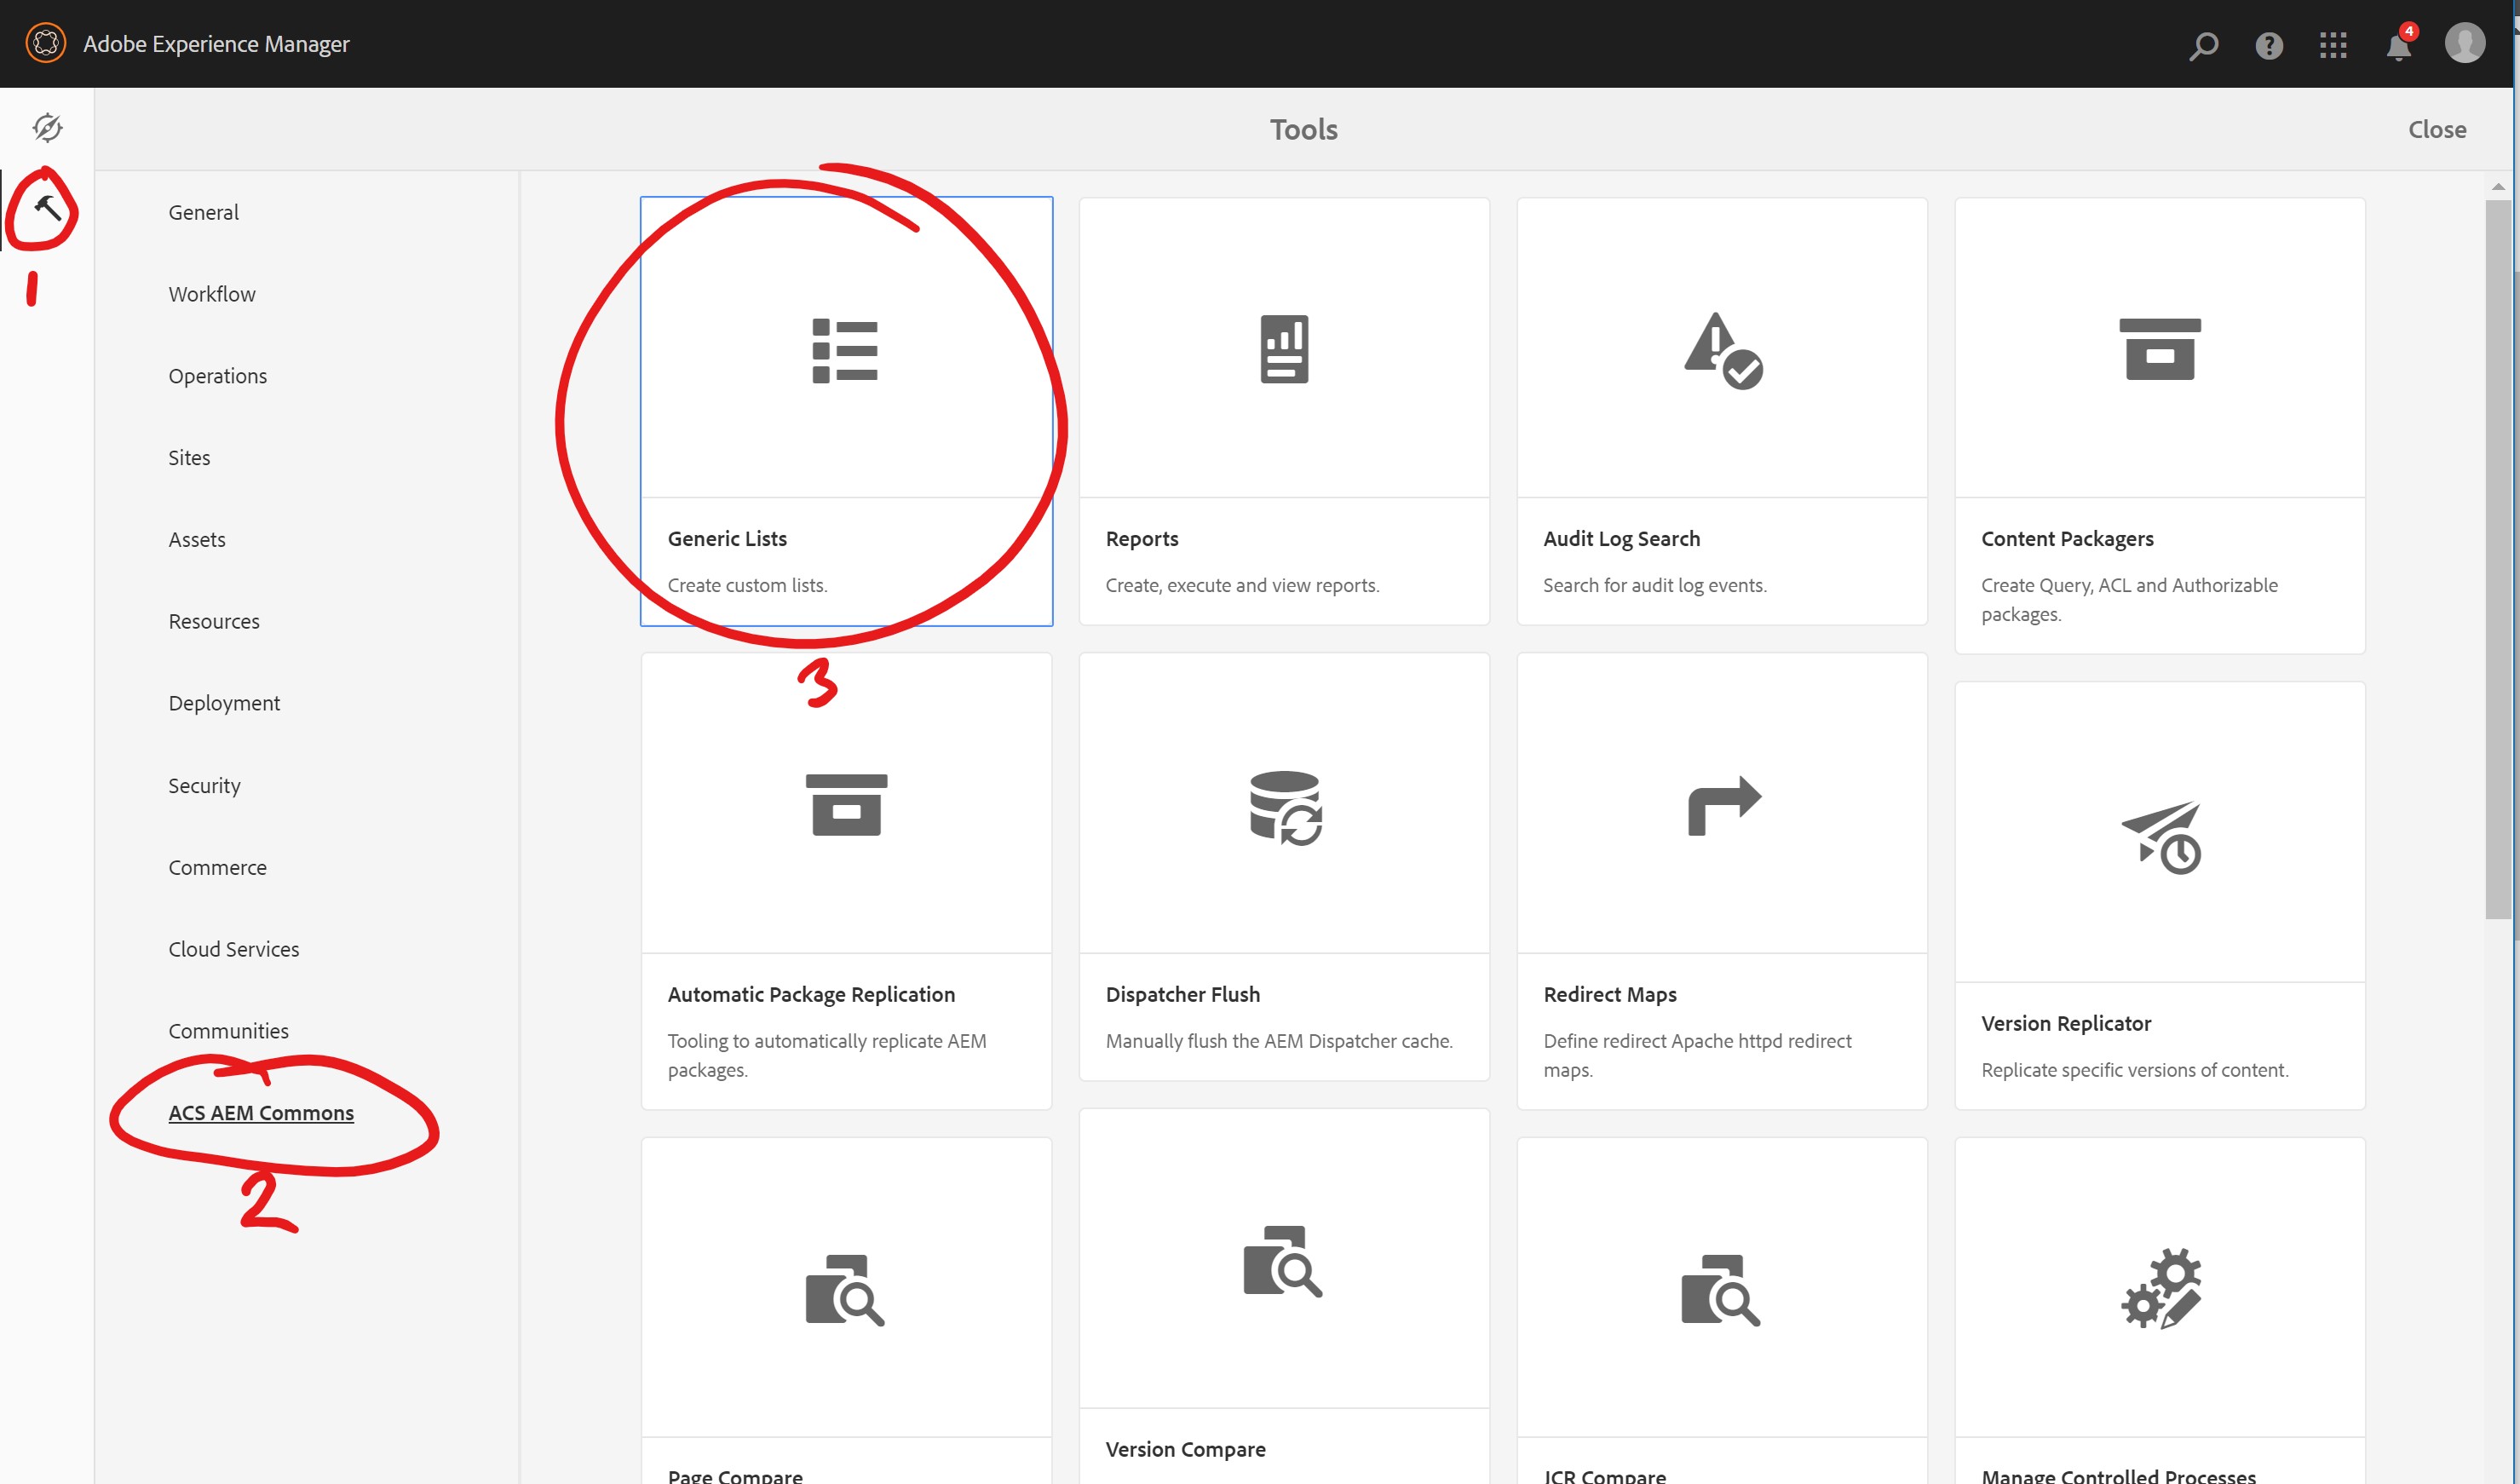 Adobe Experience Manager
4
Tools
Close
1
General
Workflow
Operations
Sites
Assets
Resources
Deployment
Security
Commerce
Cloud Services
Communities
ACS AEM Commons
2
Generic Lists
Create custom lists.
3
Reports
Create, execute and view reports.
Audit Log Search
Search for audit log events.
Content Packagers
Create Query, ACL and Authorizable
packages.
Automatic Package Replication
Tooling to automatically replicate AEM
packages.
Dispatcher Flush
Manually flush the AEM Dispatcher cache.
Redirect Maps
Define redirect Apache httpd redirect
maps.
Version Replicator
Replicate specific versions of content.
Page Compare
Version Compare
JCR Compare
Manage Controlled Processes